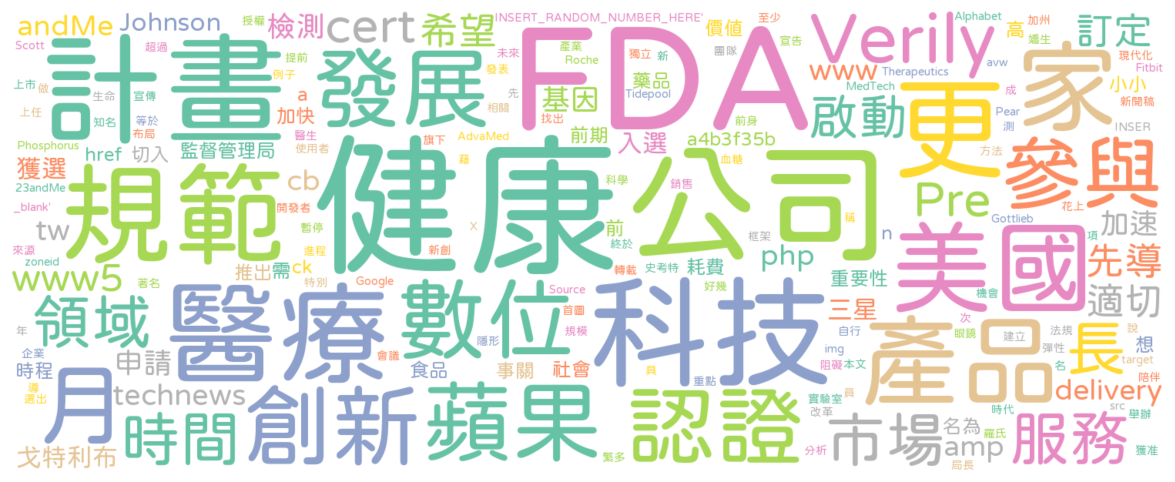 andMe Johnson 授權 檢測 cert 希望 INSERT_RANDOM_NUMBER_HERE' 價值 至少 Alphabet 高 加州 訂定
Scott 超過 提前 未來 產業 獨立 新 團隊 宣告 Verily 嬌生 現代化
計畫 發展 發表 Roche FDA 家
上市 做 生命 宣傳 例子 藥品 www Therapeutics avw 小小 Fitbit
上任 知名 等於 a 先 基因 Tidepool 找出 MedTech 成 新聞稿
布局 加快 相關 啟動 更 Pear 測
Phosphorus 醫生 AdvaMed 前期 入選 前身 a4b3f35b INSER
href 切入 監督管理局 使用者 旗下 藉 血糖 方法 參與
獲選 23andMe 規範 cb 健康 科學 銷售 公司 Pre
_blank' 開發者 稱 花上
tw 暫停 X 前 框架 n Gottlieb 項 加速
來源 進程 新創 終於 美國
zoneid 推出 需 ck 史考特 耗費 php 重要性 先導
www5 著名 特別 Google 轉載 好幾 機會 適切
領域 醫療 數位 Source 首圖 科技 三星 次
年 規模 自行 眼鏡 建立 法規 說
企業 會議 隱形 產品 彈性 長 想
時程 申請 食品 事關 社會 img 阻礙 本文 target
導 員 重點 名 陪伴
選出 月 technews 實驗室 員 delivery
時間 創新 蘋果 認證 改革 src
時代 舉辦
市場 名為 羅氏 服務
戈特利布 繁多 分析 amp 局長 獲准